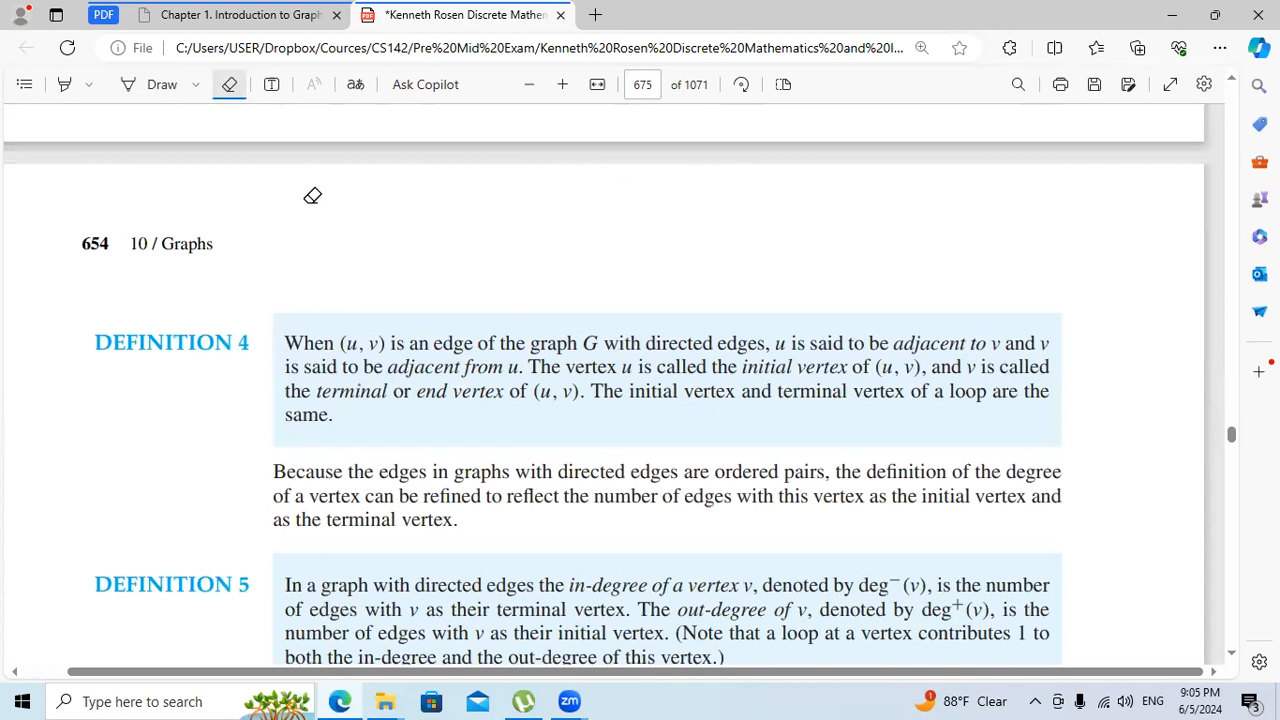 PDF
Chapter 1. Introduction to Graph
PDF
*Kenneth Rosen Discrete Mathem
File
C:/Users/USER/Dropbox/Cources/CS142/Pre%20Mid%20Exam/Kenneth%20Rosen%20Discrete%20Mathematics%20and%20I...
Draw
aあ
Ask Copilot
675
of 1071
654 10 / Graphs
DEFINITION 4
When (u, v) is an edge of the graph G with directed edges, u is said to be adjacent to v and v
is said to be adjacent from u. The vertex u is called the initial vertex of (u, v), and v is called
the terminal or end vertex of (u, v). The initial vertex and terminal vertex of a loop are the
same.
Because the edges in graphs with directed edges are ordered pairs, the definition of the degree
of a vertex can be refined to reflect the number of edges with this vertex as the initial vertex and
as the terminal vertex.
DEFINITION 5
In a graph with directed edges the in-degree of a vertex v, denoted by deg⁻(v), is the number
of edges with v as their terminal vertex. The out-degree of v, denoted by deg⁺(v), is the
number of edges with v as their initial vertex. (Note that a loop at a vertex contributes 1 to
both the in-degree and the out-degree of this vertex.)
Type here to search
zm
1
88°F Clear
ENG
9:05 PM
6/5/2024
3